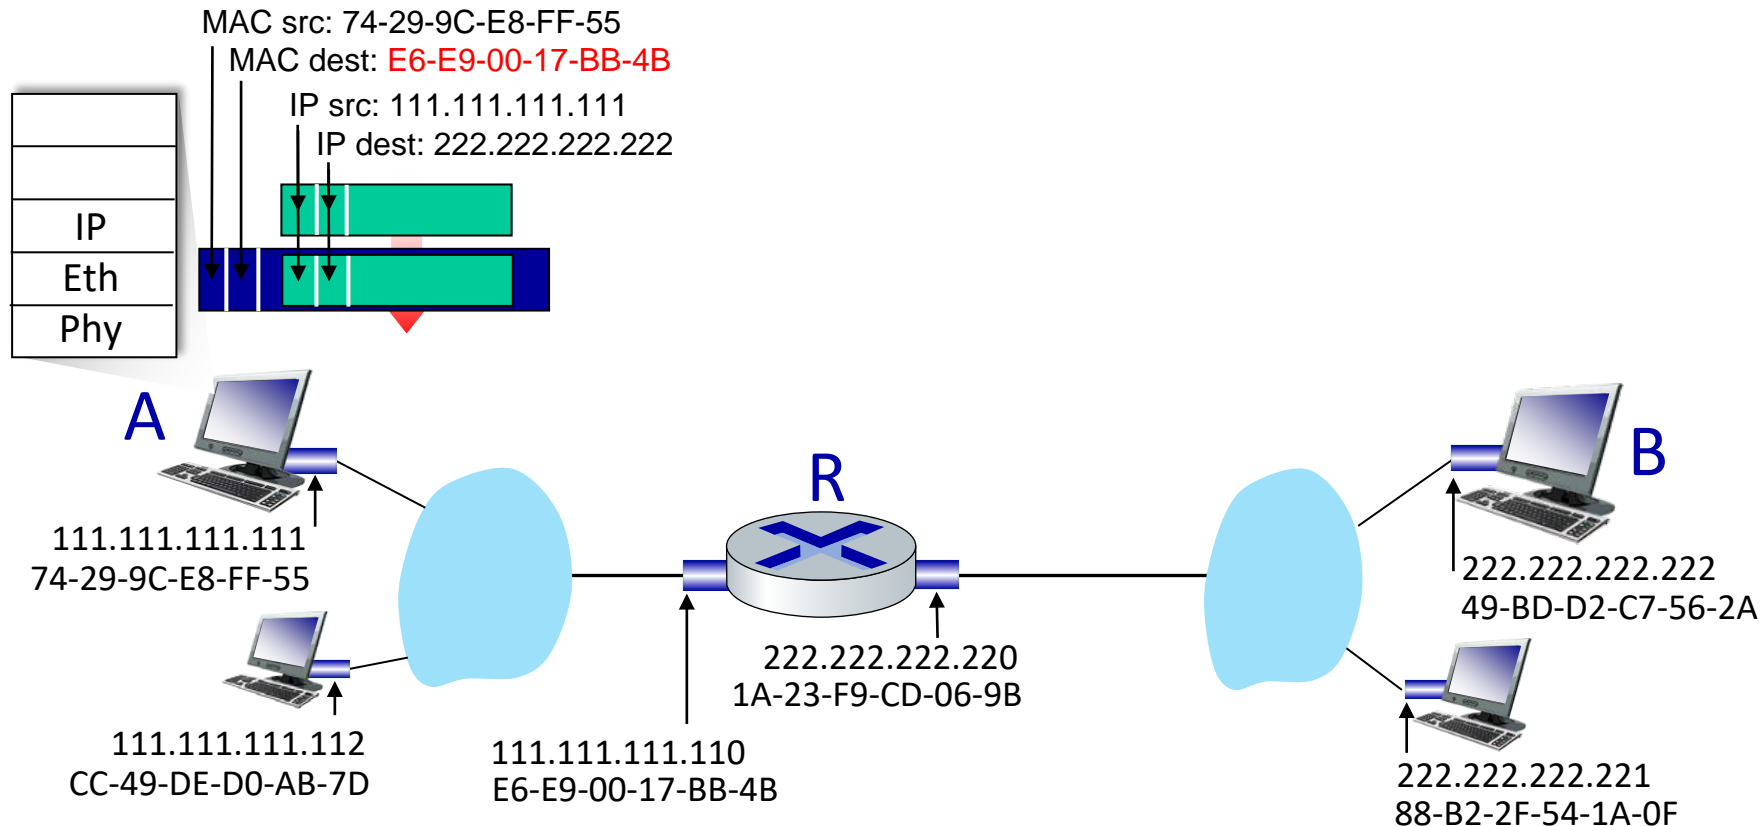 MAC src: 74-29-9C-E8-FF-55
MAC dest: E6-E9-00-17-BB-4B
IP src: 111.111.111.111
IP dest: 222.222.222.222
IP
Eth
Phy
A
111.111.111.111
74-29-9C-E8-FF-55
111.111.111.112
CC-49-DE-D0-AB-7D
R
222.222.222.220
1A-23-F9-CD-06-9B
111.111.111.110
E6-E9-00-17-BB-4B
B
222.222.222.222
49-BD-D2-C7-56-2A
222.222.222.221
88-B2-2F-54-1A-0F